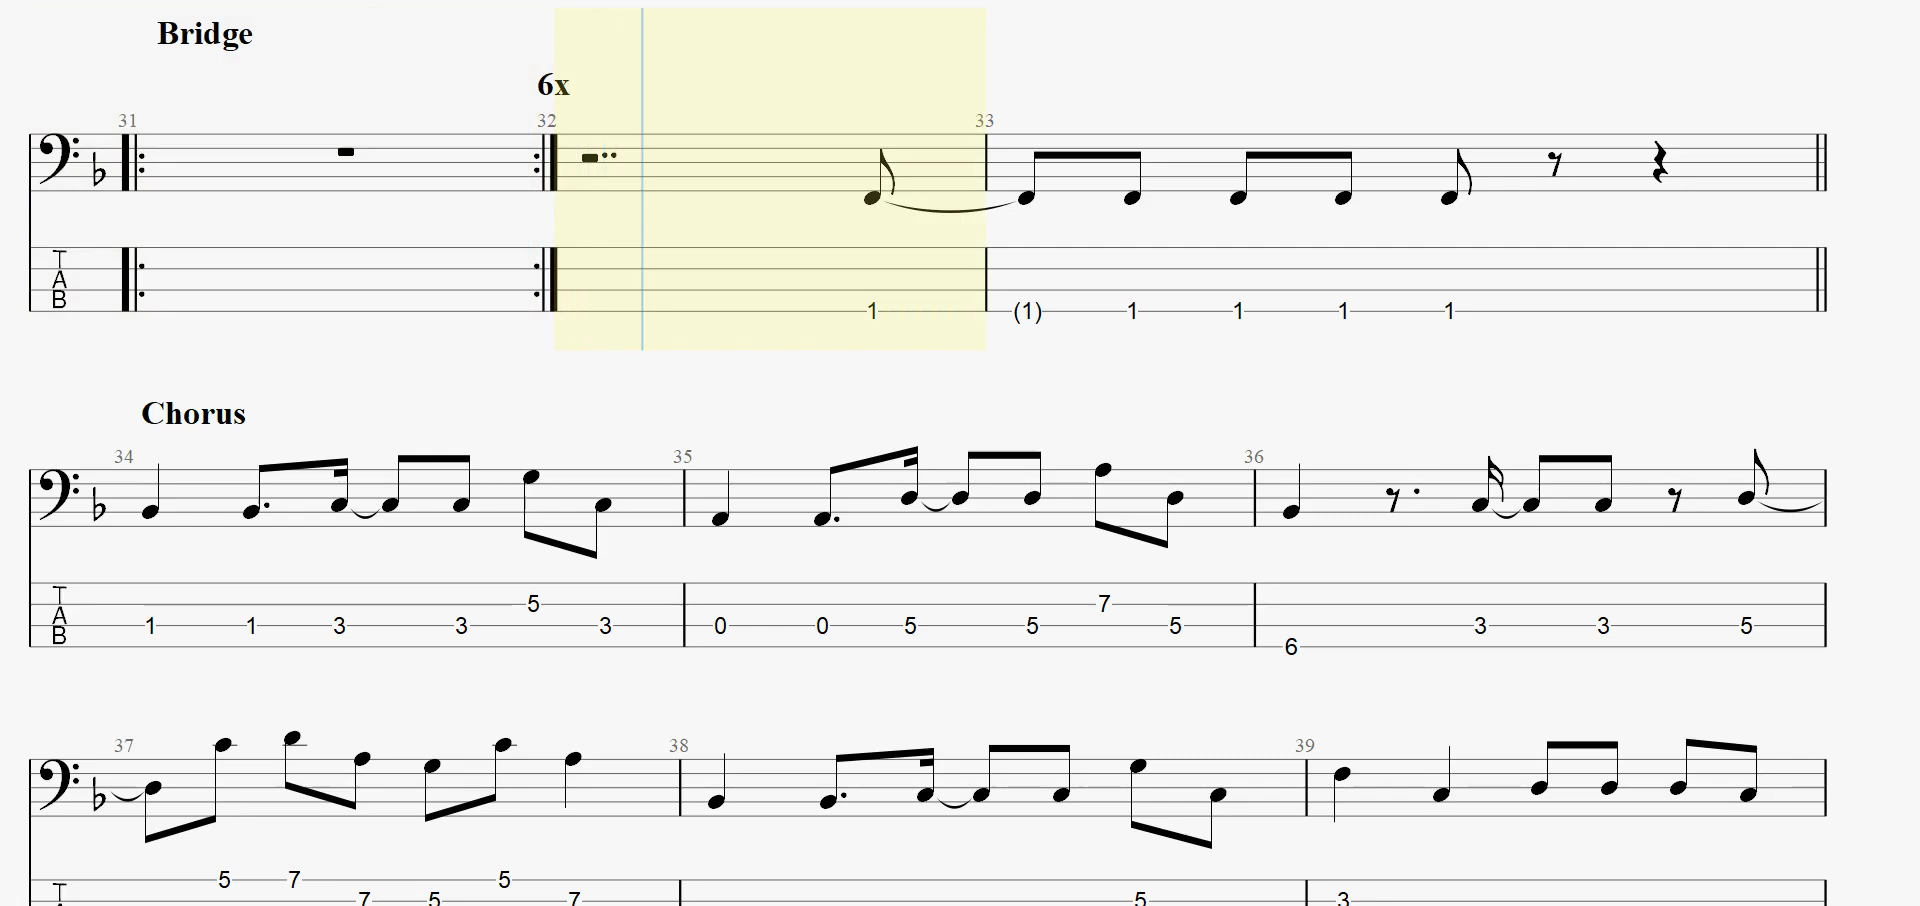 Bridge
6x
31 32 33
T
A
B
1 (1) 1 1 1 1
Chorus
34 35 36
T
A
B
5 7
1 1 3 3 3 0 0 5 5 5 3 3 5
6
37 38 39
5 7 5
T
7 5 7 5 3